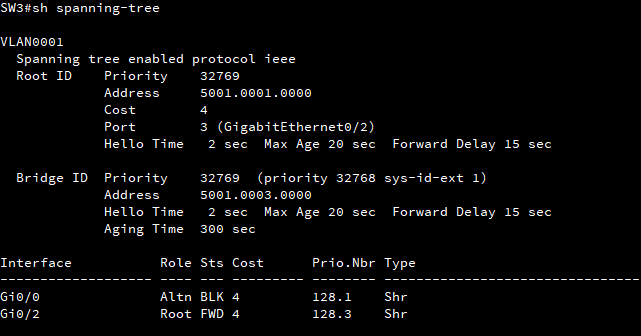 SW3#sh spanning-tree
VLAN0001
  Spanning tree enabled protocol ieee
  Root ID    Priority    32769
             Address     5001.0001.0000
             Cost        4
             Port        3 (GigabitEthernet0/2)
             Hello Time   2 sec  Max Age 20 sec  Forward Delay 15 sec
  Bridge ID  Priority    32769  (priority 32768 sys-id-ext 1)
             Address     5001.0003.0000
             Hello Time   2 sec  Max Age 20 sec  Forward Delay 15 sec
             Aging Time  300 sec
Interface           Role Sts Cost      Prio.Nbr Type
------------------- ---- --- --------- -------- --------------------------------
Gi0/0               Altn BLK 4         128.1    Shr
Gi0/2               Root FWD 4         128.3    Shr